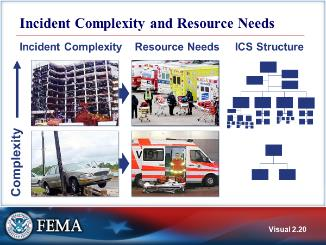 Incident Complexity and Resource Needs
Incident Complexity
Resource Needs
ICS Structure
Complexity
FEMA
Visual 2.20